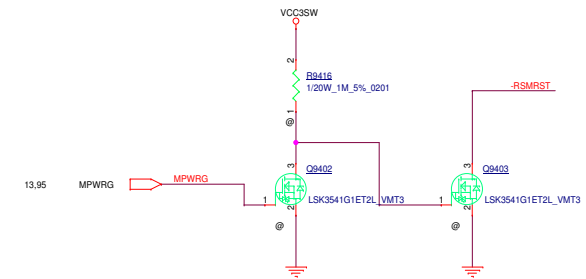 VCC3SW
2
R9416
1/20W_1M_5%_0201
1
@
-RSMRST
3
Q9402
3
Q9403
13,95
MPWRG
MPWRG
1
LSK3541G1ET2L_VMT3
1
LSK3541G1ET2L_VMT3
2
2
@
@